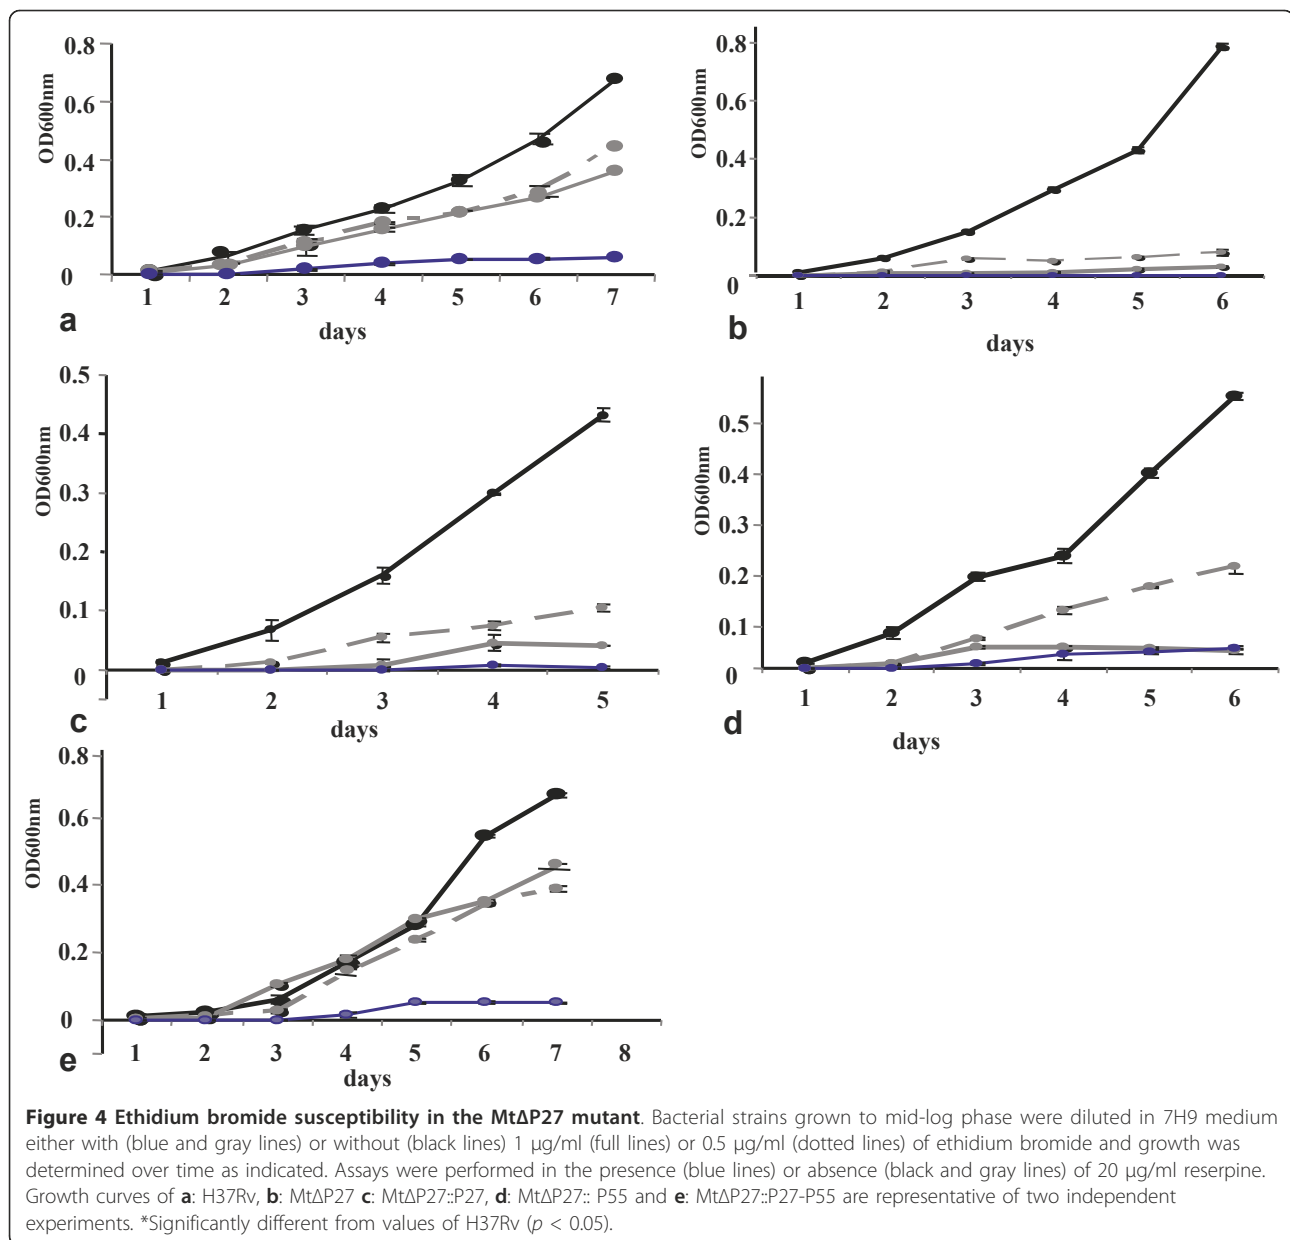 OD600nm
0.8
0.6
0.4
0.2
0
1 2 3 4 5 6 7
days
a
OD600nm
0.8
0.6
0.4
0.2
0
1 2 3 4 5 6
days
b
OD600nm
0.5
0.4
0.3
0.2
0.1
0
1 2 3 4 5
days
c
OD600nm
0.5
0.3
0.2
0.1
0
1 2 3 4 5 6
days
d
OD600nm
0.8
0.6
0.4
0.2
0
1 2 3 4 5 6 7 8
days
e
Figure 4 Ethidium bromide susceptibility in the MtΔP27 mutant. Bacterial strains grown to mid-log phase were diluted in 7H9 medium
either with (blue and gray lines) or without (black lines) 1 μg/ml (full lines) or 0.5 μg/ml (dotted lines) of ethidium bromide and growth was
determined over time as indicated. Assays were performed in the presence (blue lines) or absence (black and gray lines) of 20 μg/ml reserpine.
Growth curves of a: H37Rv, b: MtΔP27 c: MtΔP27::P27, d: MtΔP27:: P55 and e: MtΔP27::P27-P55 are representative of two independent
experiments. *Significantly different from values of H37Rv (p < 0.05).